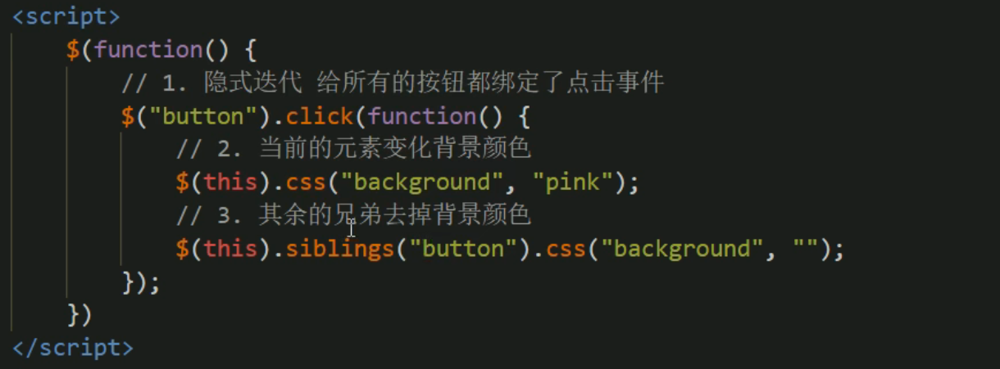 <script>
$(function() {
// 1. 隐式迭代 给所有的按钮都绑定了点击事件
$("button").click(function() {
// 2. 当前的元素变化背景颜色
$(this).css("background", "pink");
// 3. 其余的兄弟去掉背景颜色
$(this).siblings("button").css("background", "");
});
})
</script>